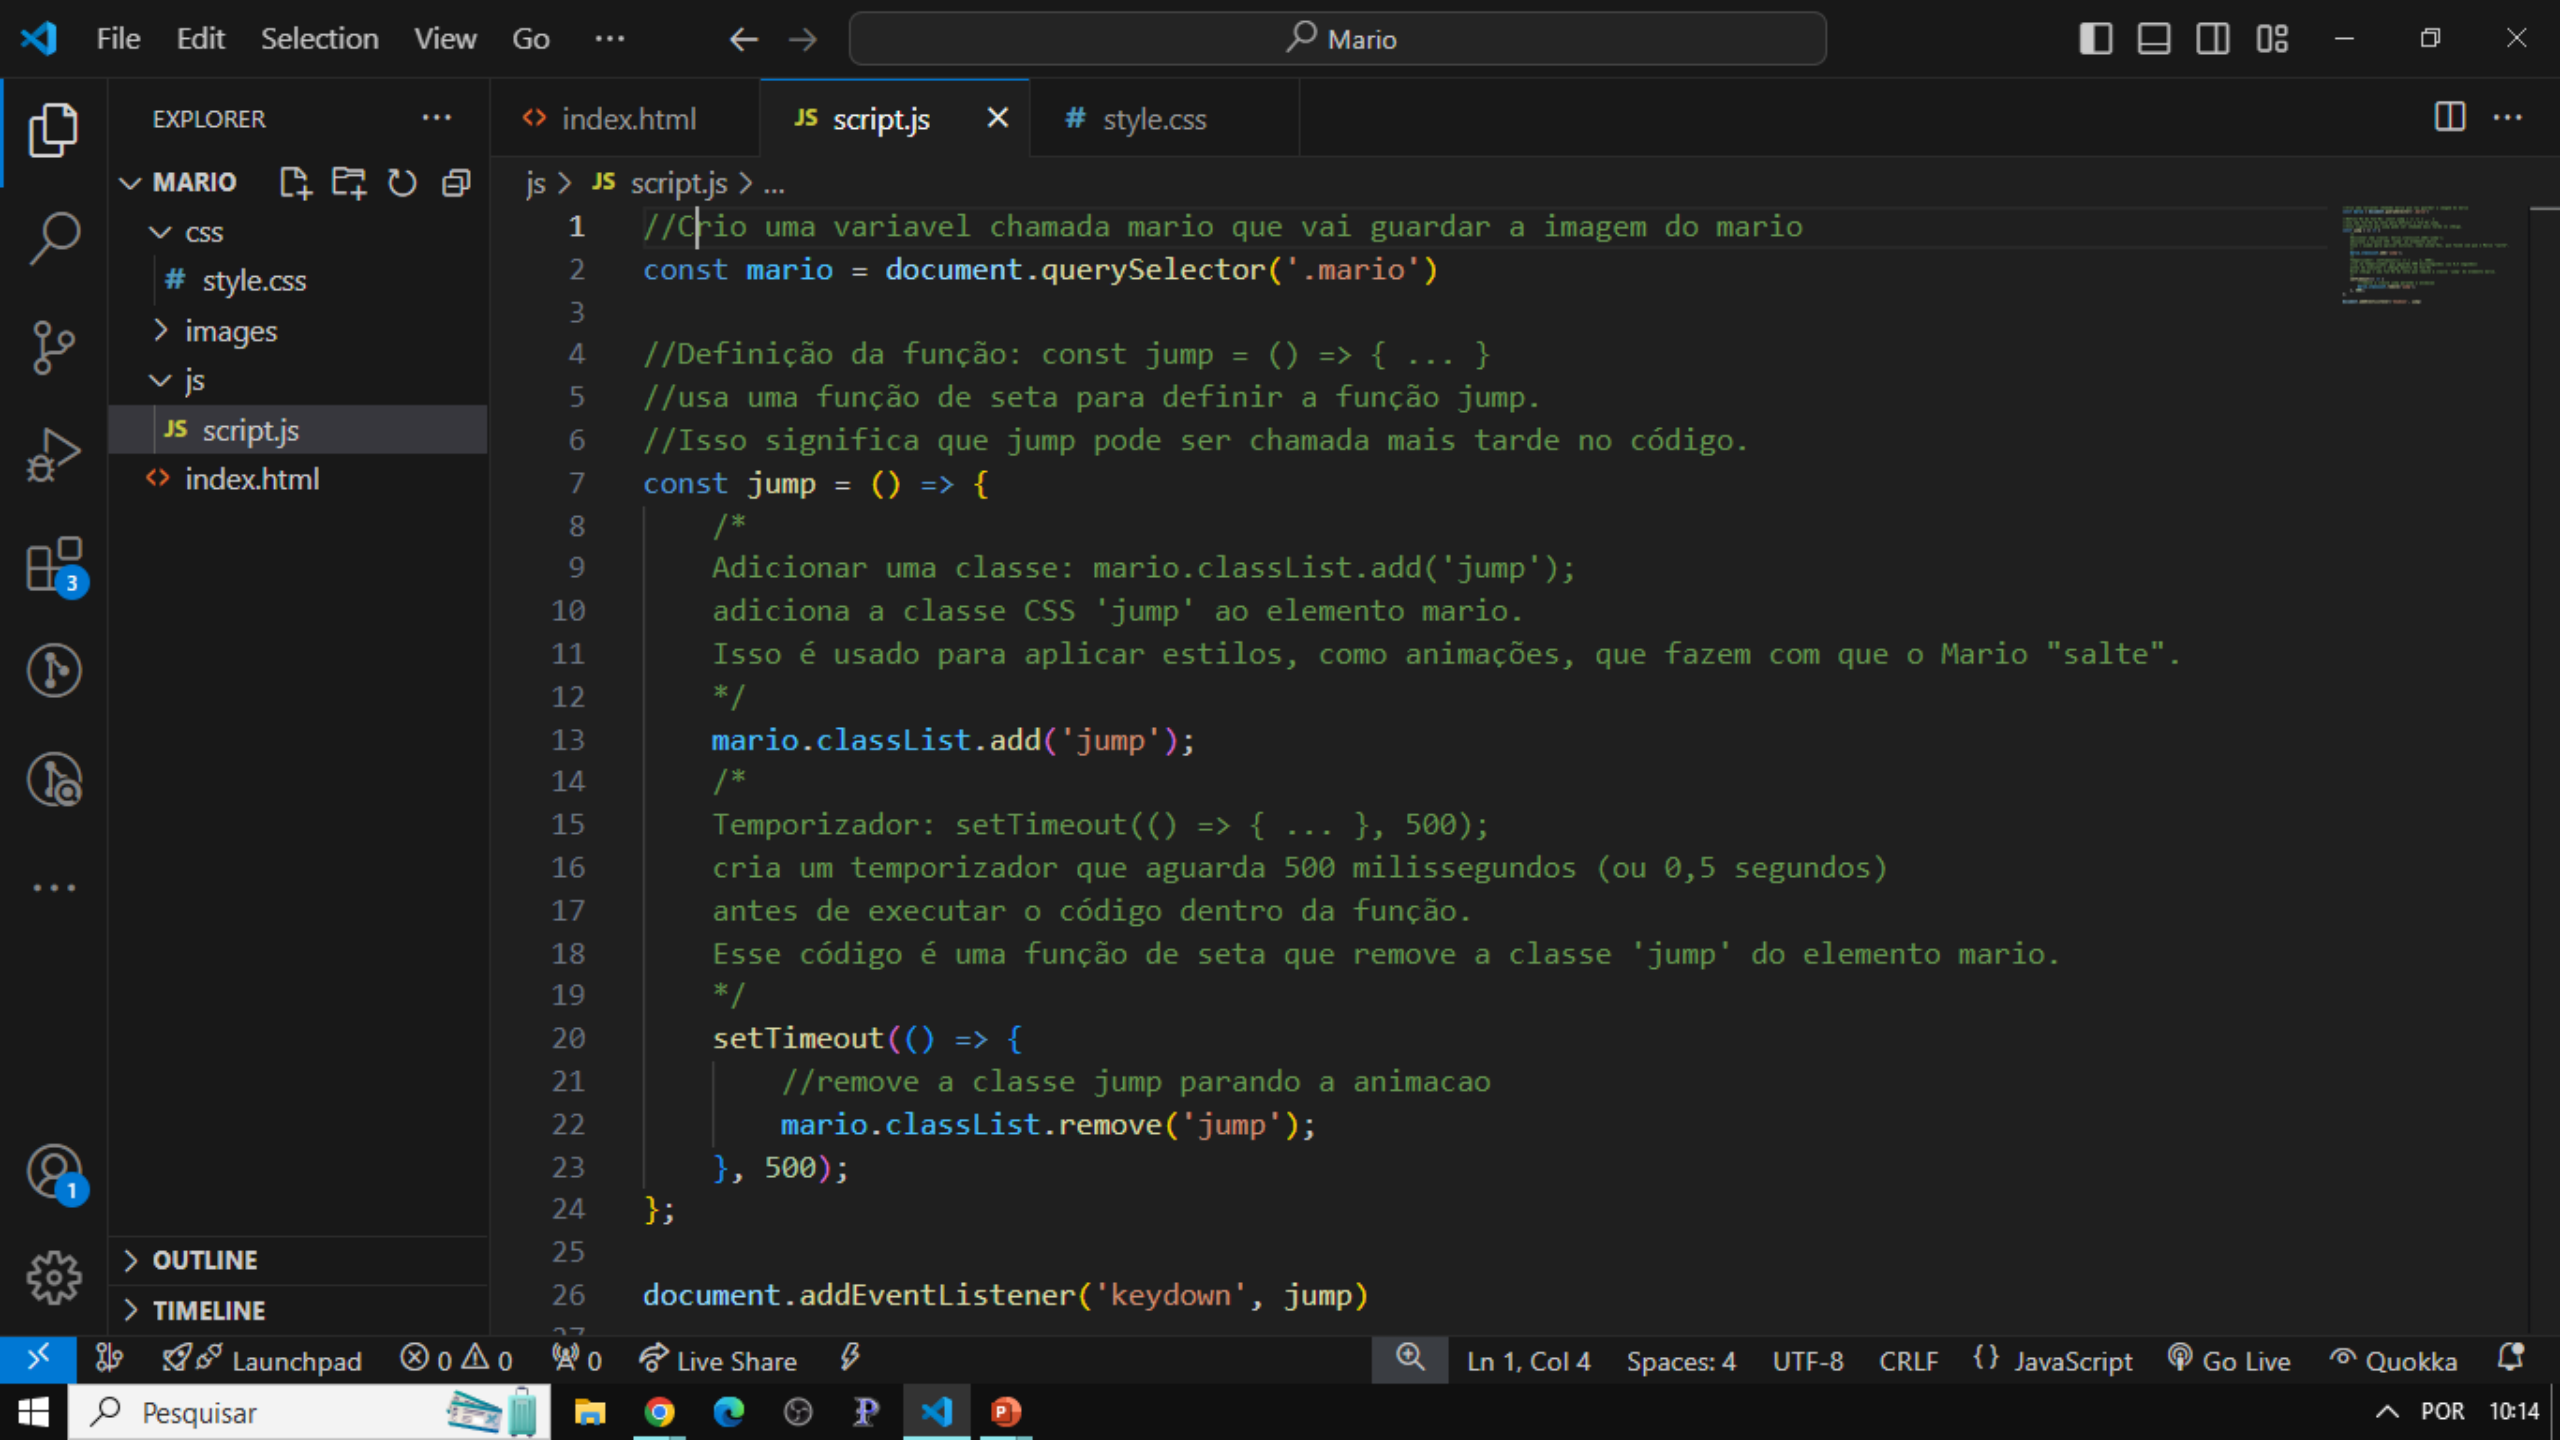 File Edit Selection View Go ... Mario
EXPLORER ...
MARIO
css
# style.css
images
js
JS script.js
<> index.html
OUTLINE
TIMELINE
3
1
<> index.html JS script.js × # style.css
js > JS script.js > ...
1 //Crio uma variavel chamada mario que vai guardar a imagem do mario
2 const mario = document.querySelector('.mario')
3
4 //Definição da função: const jump = () => { ... }
5 //usa uma função de seta para definir a função jump.
6 //Isso significa que jump pode ser chamada mais tarde no código.
7 const jump = () => {
8 /*
9 Adicionar uma classe: mario.classList.add('jump');
10 adiciona a classe CSS 'jump' ao elemento mario.
11 Isso é usado para aplicar estilos, como animações, que fazem com que o Mario "salte".
12 */
13 mario.classList.add('jump');
14 /*
15 Temporizador: setTimeout(() => { ... }, 500);
16 cria um temporizador que aguarda 500 milissegundos (ou 0,5 segundos)
17 antes de executar o código dentro da função.
18 Esse código é uma função de seta que remove a classe 'jump' do elemento mario.
19 */
20 setTimeout(() => {
21 //remove a classe jump parando a animacao
22 mario.classList.remove('jump');
23 }, 500);
24 };
25
26 document.addEventListener('keydown', jump)
Launchpad 0 0 0 Live Share Ln 1, Col 4 Spaces: 4 UTF-8 CRLF {} JavaScript Go Live Quokka
Pesquisar POR 10:14